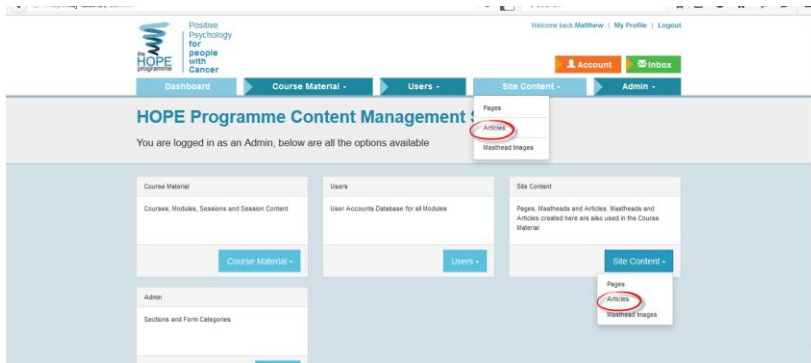 Positive
Psychology
for
people
with
Cancer
the
HOPE
programme
Welcome back Matthew | My Profile | Logout
Account
Inbox
Dashboard
Course Material
Users
Site Content
Admin
Pages
Articles
Masthead Images
HOPE Programme Content Management
You are logged in as an Admin, below are all the options available
Course Material
Courses, Modules, Sessions and Session Content
Course Material
Users
User Accounts Database for all Modules
Users
Site Content
Pages, Mastheads and Articles. Mastheads and
Articles created here are also used in the Course
Material
Site Content
Pages
Articles
Masthead Images
Admin
Sections and Form Categories